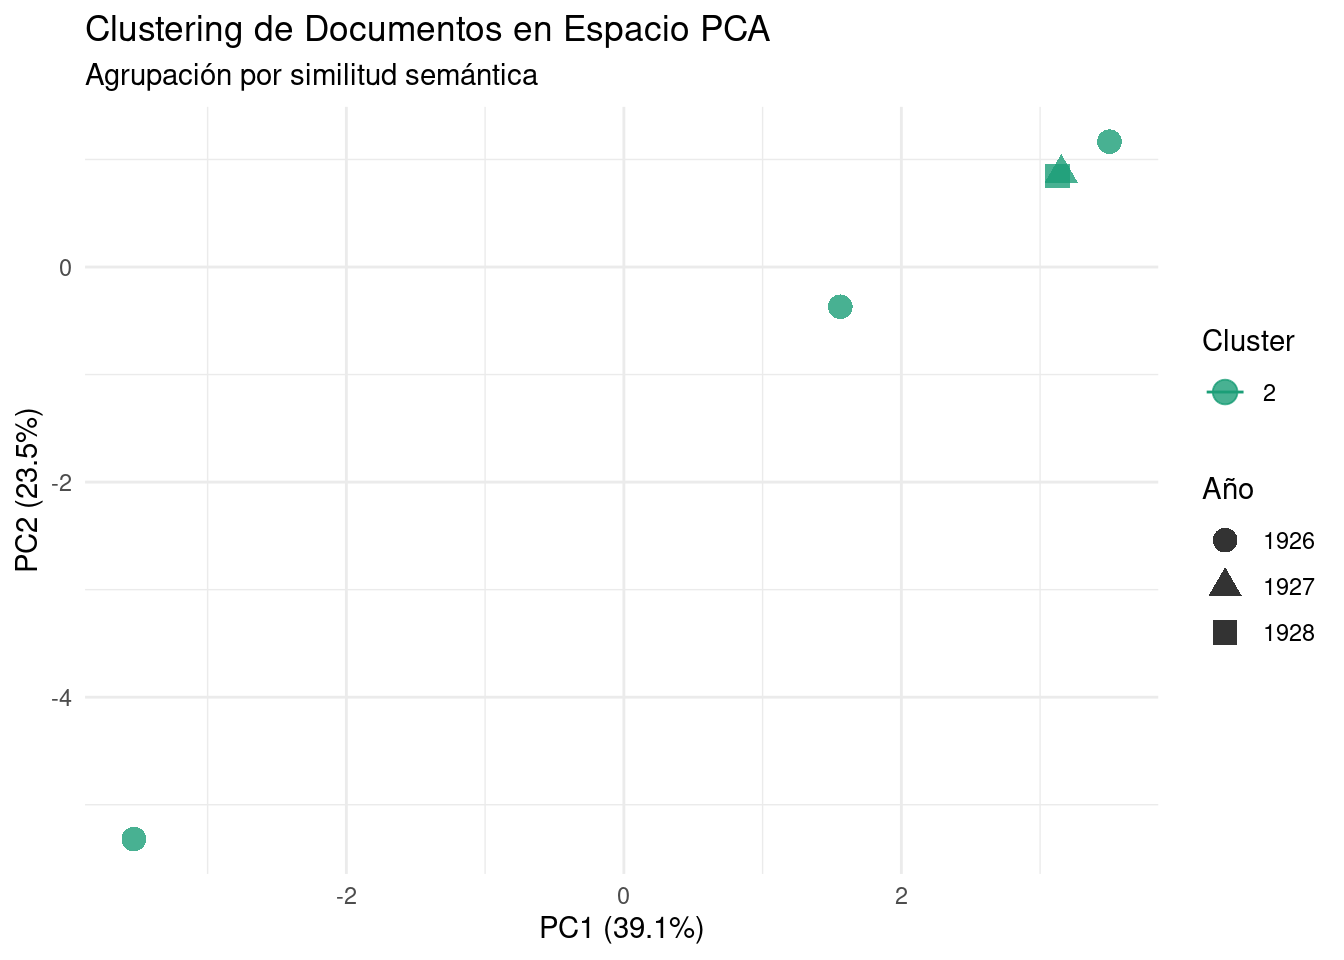 Clustering de Documentos en Espacio PCA
Agrupación por similitud semántica
0
-2
-4
PC2 (23.5%)
-2
0
2
PC1 (39.1%)
Cluster
2
Año
1926
1927
1928